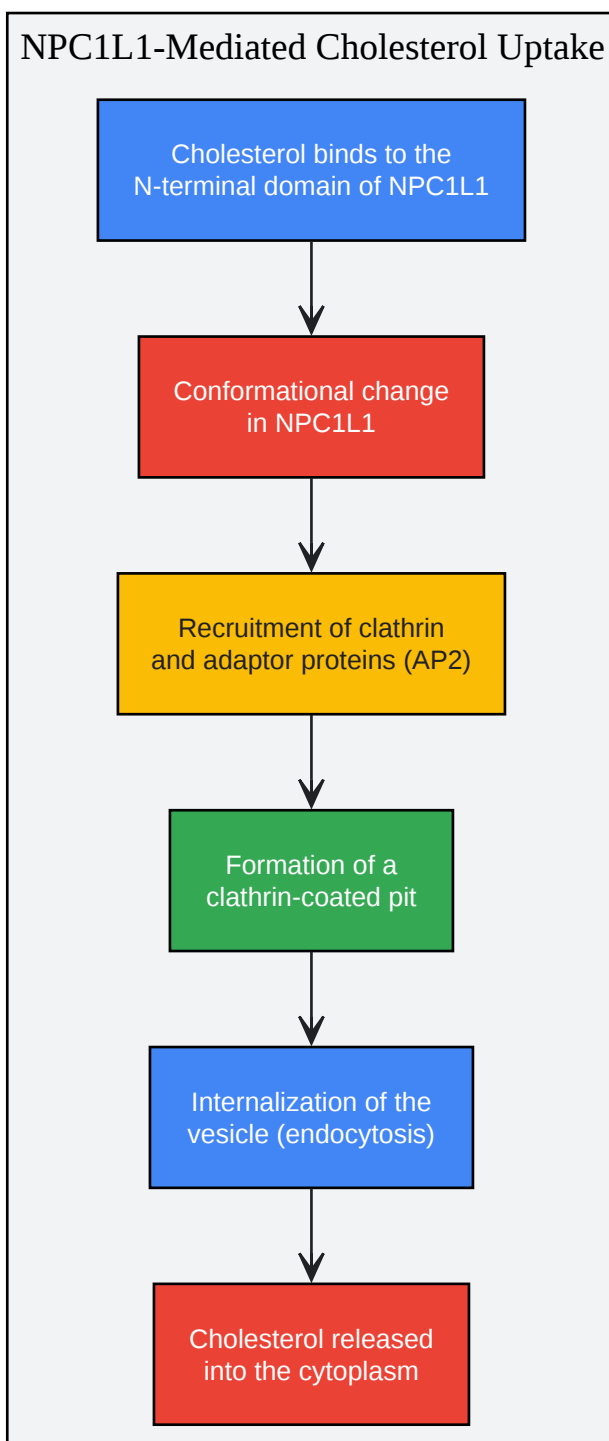 NPC1L1-Mediated Cholesterol Uptake
Cholesterol binds to the
N-terminal domain of NPC1L1
Conformational change
in NPC1L1
Recruitment of clathrin
and adaptor proteins (AP2)
Formation of a
clathrin-coated pit
Internalization of the
vesicle (endocytosis)
Cholesterol released
into the cytoplasm